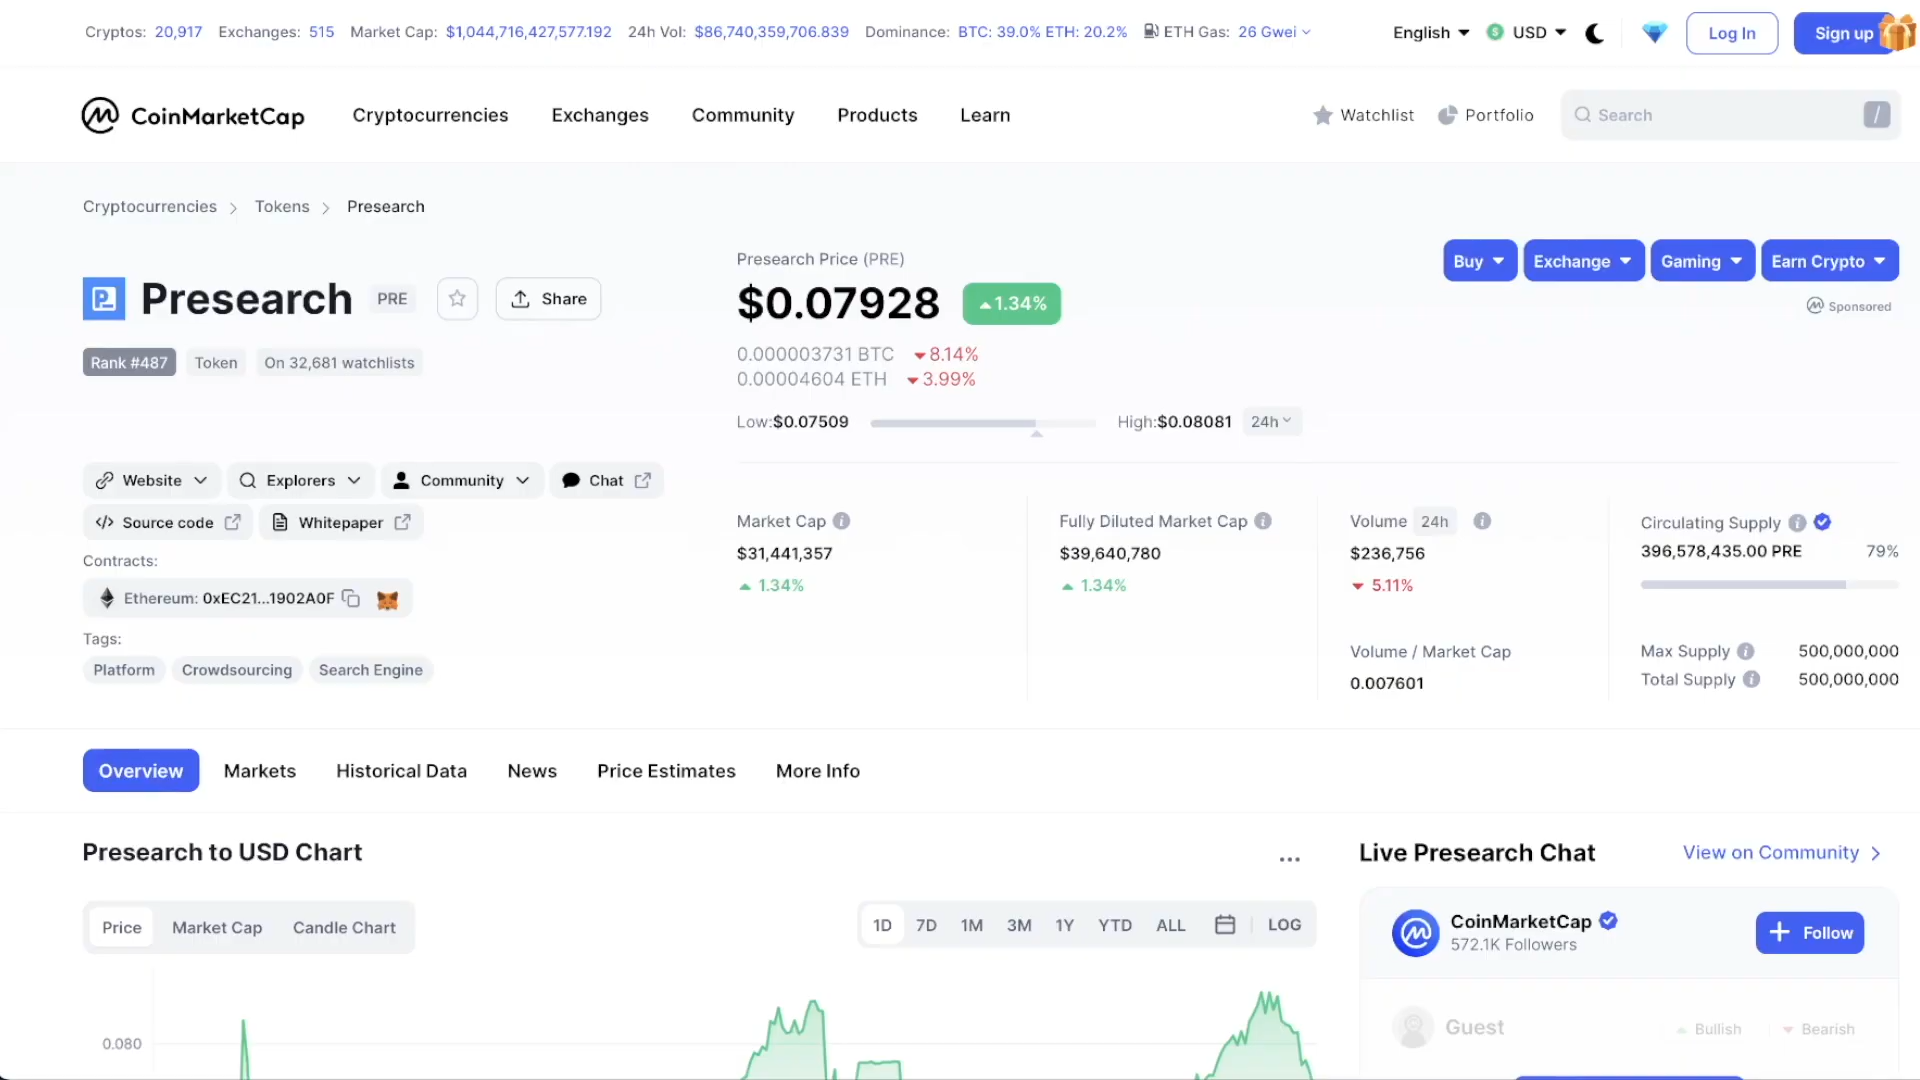 Cryptos: 20,917 Exchanges: 515 Market Cap: $1,044,716,427,577.192 24h Vol: $86,740,359,706.839 Dominance: BTC: 39.0% ETH: 20.2% ETH Gas: 26 Gwei English USD Log In Sign up
CoinMarketCap Cryptocurrencies Exchanges Community Products Learn Watchlist Portfolio Search /
Cryptocurrencies > Tokens > Presearch
Presearch PRE Share
Rank #487 Token On 32,681 watchlists
Presearch Price (PRE)
$0.07928 1.34%
0.000003731 BTC 8.14%
0.00004604 ETH 3.99%
Low:$0.07509 High:$0.08081 24h
Buy Exchange Gaming Earn Crypto
Sponsored
Website Explorers Community Chat
Source code Whitepaper
Contracts:
Ethereum: 0xEC21...1902A0F
Tags:
Platform Crowdsourcing Search Engine
Market Cap
$31,441,357
1.34%
Fully Diluted Market Cap
$39,640,780
1.34%
Volume 24h
$236,756
5.11%
Volume / Market Cap
0.007601
Circulating Supply
396,578,435.00 PRE 79%
Max Supply 500,000,000
Total Supply 500,000,000
Overview Markets Historical Data News Price Estimates More Info
Presearch to USD Chart
Price Market Cap Candle Chart 1D 7D 1M 3M 1Y YTD ALL LOG
0.080
Live Presearch Chat View on Community >
CoinMarketCap
572.1K Followers
+ Follow
Guest Bullish Bearish